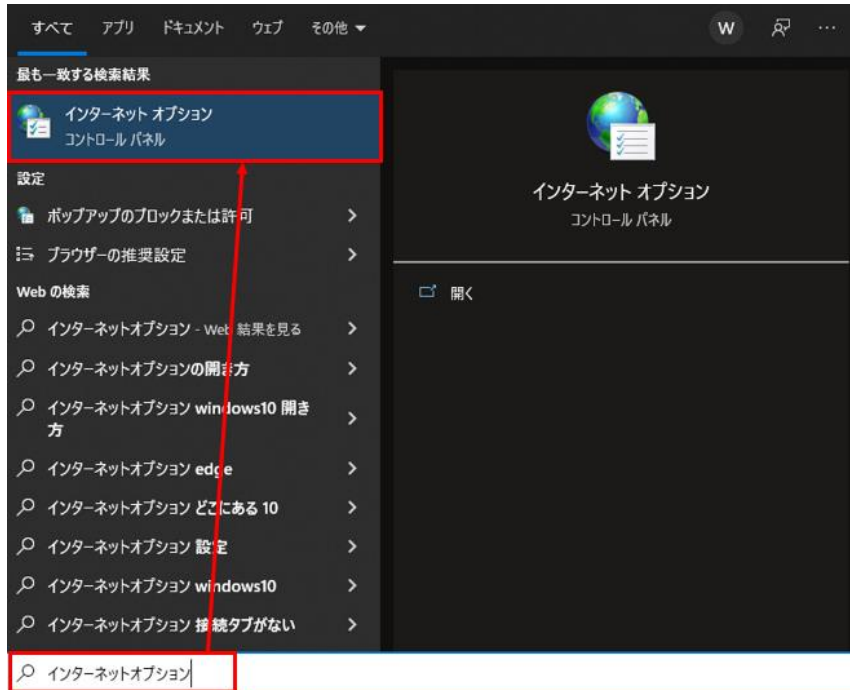 すべて アプリ ドキュメント ウェブ その他 W ...
最も一致する検索結果
インターネット オプション
コントロール パネル
設定
ポップアップのブロックまたは許可
ブラウザーの推奨設定
Web の検索
インターネットオプション - Web 結果を見る
インターネットオプションの開き方
インターネットオプション windows10 開き
方
インターネットオプション edge
インターネットオプション どこにある 10
インターネットオプション 設定
インターネットオプション windows10
インターネットオプション 接続タブがない
インターネットオプション
インターネット オプション
コントロール パネル
開く